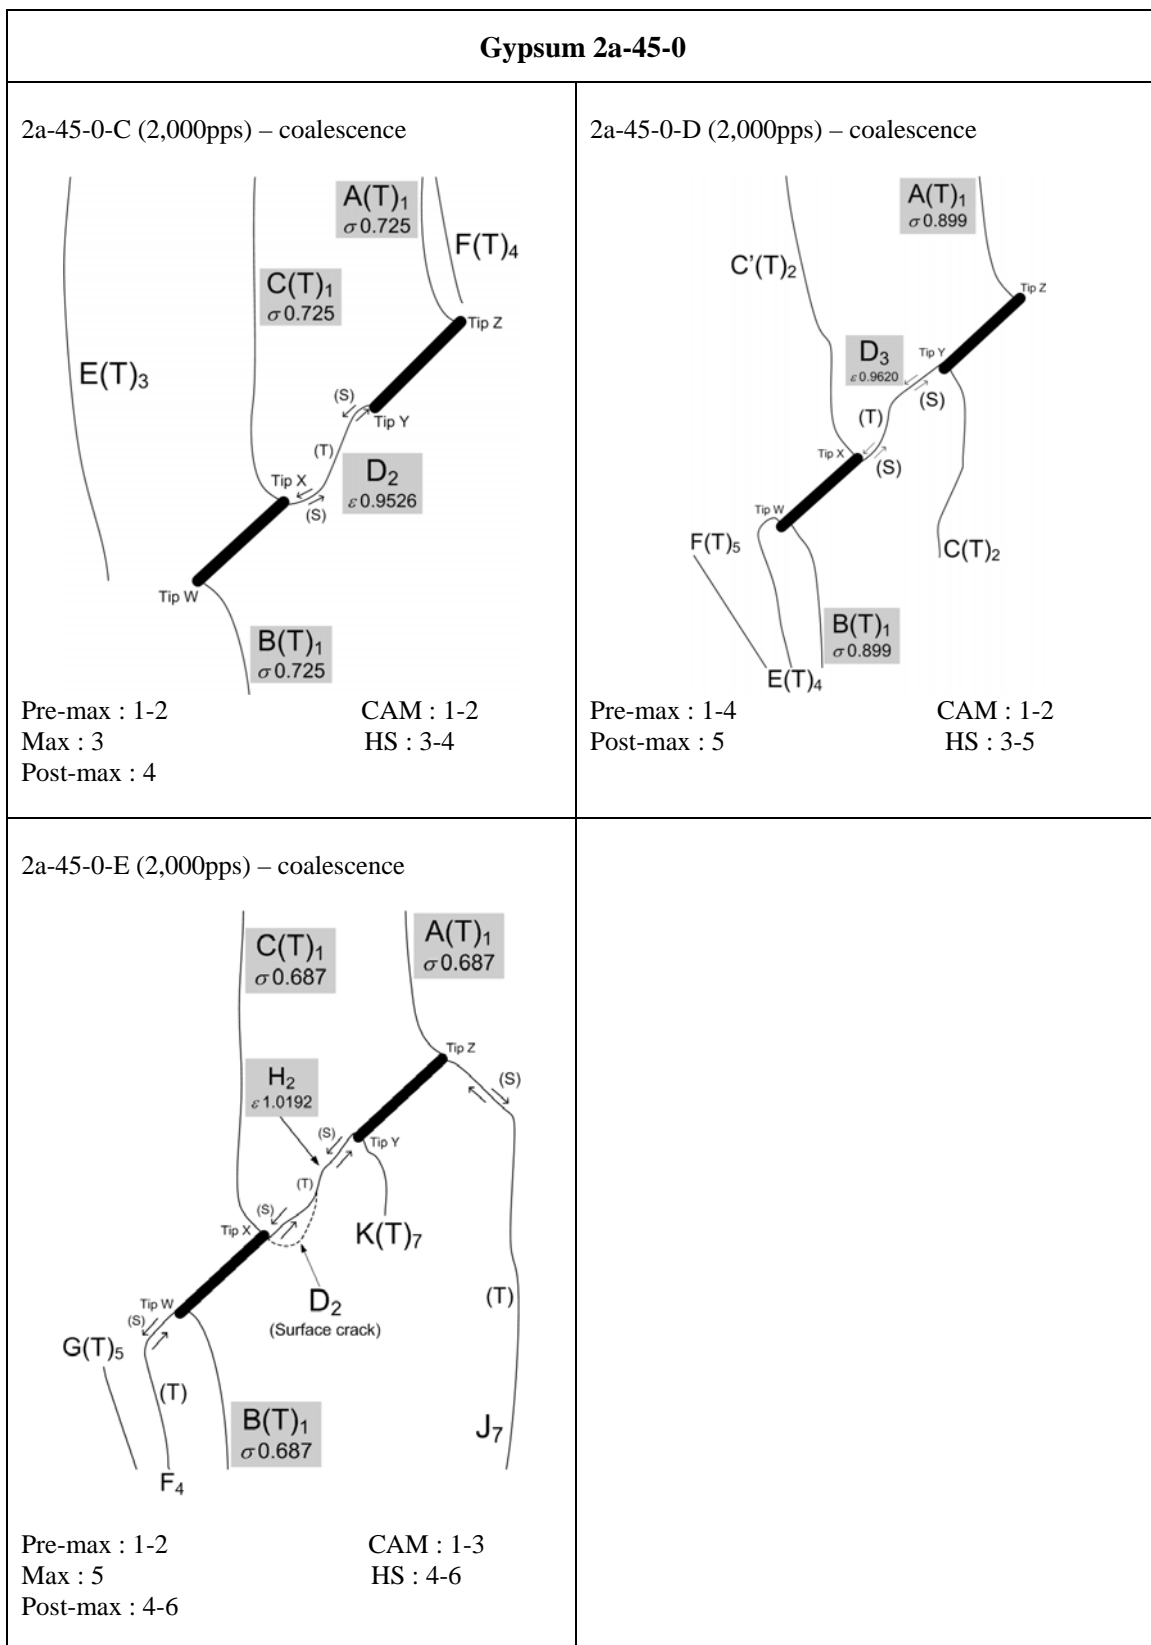 Gypsum 2a-45-0
2a-45-0-C (2,000pps) – coalescence
A(T)₁
σ 0.725
F(T)₄
C(T)₁
σ 0.725
Tip Z
E(T)₃
(S)
Tip Y
(T)
D₂
ε 0.9526
Tip X
(S)
Tip W
B(T)₁
σ 0.725
Pre-max : 1-2 CAM : 1-2
Max : 3 HS : 3-4
Post-max : 4
2a-45-0-D (2,000pps) – coalescence
A(T)₁
σ 0.899
C’(T)₂
Tip Z
D₃
ε 0.9620
Tip Y
(S)
(T)
Tip X
(S)
Tip W
F(T)₅
C(T)₂
B(T)₁
σ 0.899
E(T)₄
Pre-max : 1-4 CAM : 1-2
Post-max : 5 HS : 3-5
2a-45-0-E (2,000pps) – coalescence
C(T)₁
σ 0.687
A(T)₁
σ 0.687
Tip Z
H₂
ε 1.0192
(S)
(S)
Tip Y
(T)
(S)
Tip X
K(T)₇
D₂
(Surface crack)
(T)
Tip W
(S)
G(T)₅
(T)
B(T)₁
σ 0.687
J₇
F₄
Pre-max : 1-2 CAM : 1-3
Max : 5 HS : 4-6
Post-max : 4-6